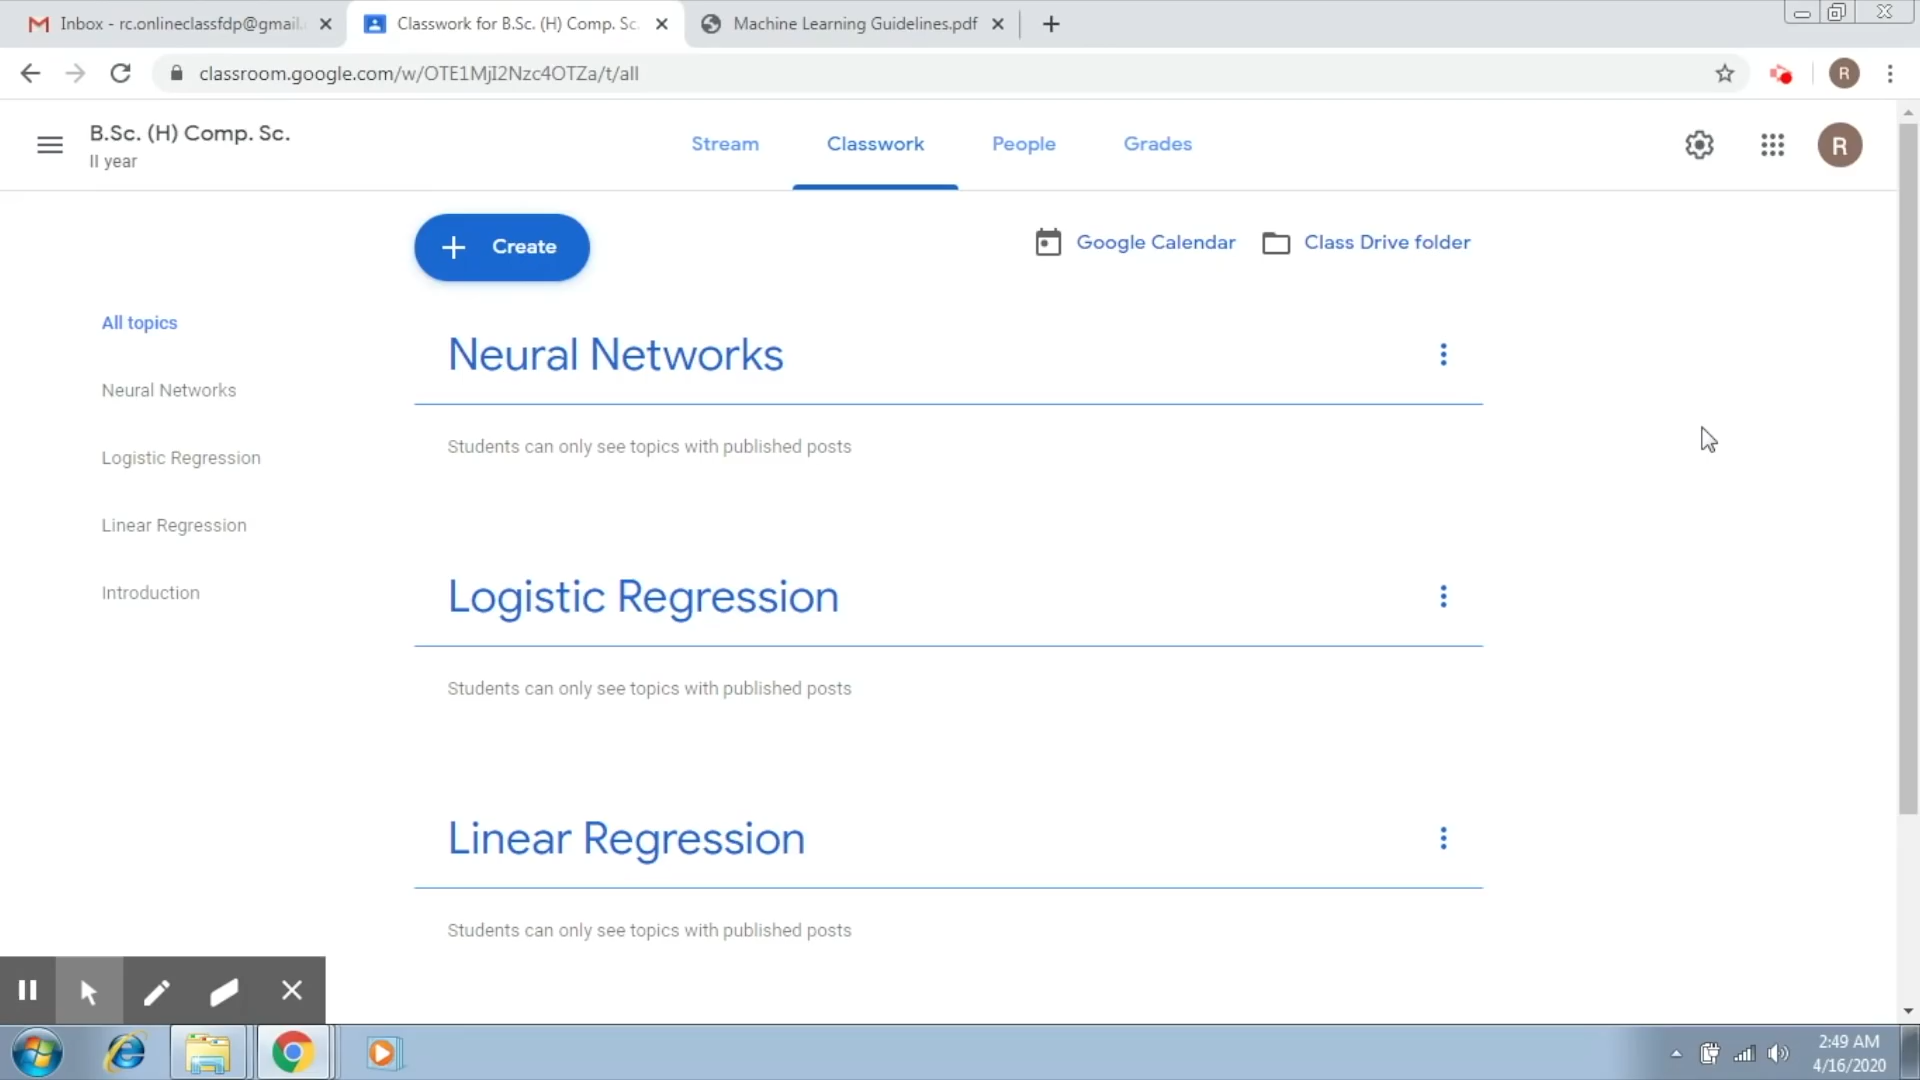 Inbox - rc.onlineclassfdp@gmail.
Classwork for B.Sc. (H) Comp. Sc.
Machine Learning Guidelines.pdf
classroom.google.com/w/OTE1MjI2Nzc4OTZa/t/all
R
B.Sc. (H) Comp. Sc.
II year
Stream
Classwork
People
Grades
R
Create
Google Calendar
Class Drive folder
All topics
Neural Networks
Logistic Regression
Linear Regression
Introduction
Neural Networks
Students can only see topics with published posts
Logistic Regression
Students can only see topics with published posts
Linear Regression
Students can only see topics with published posts
2:49 AM
4/16/2020